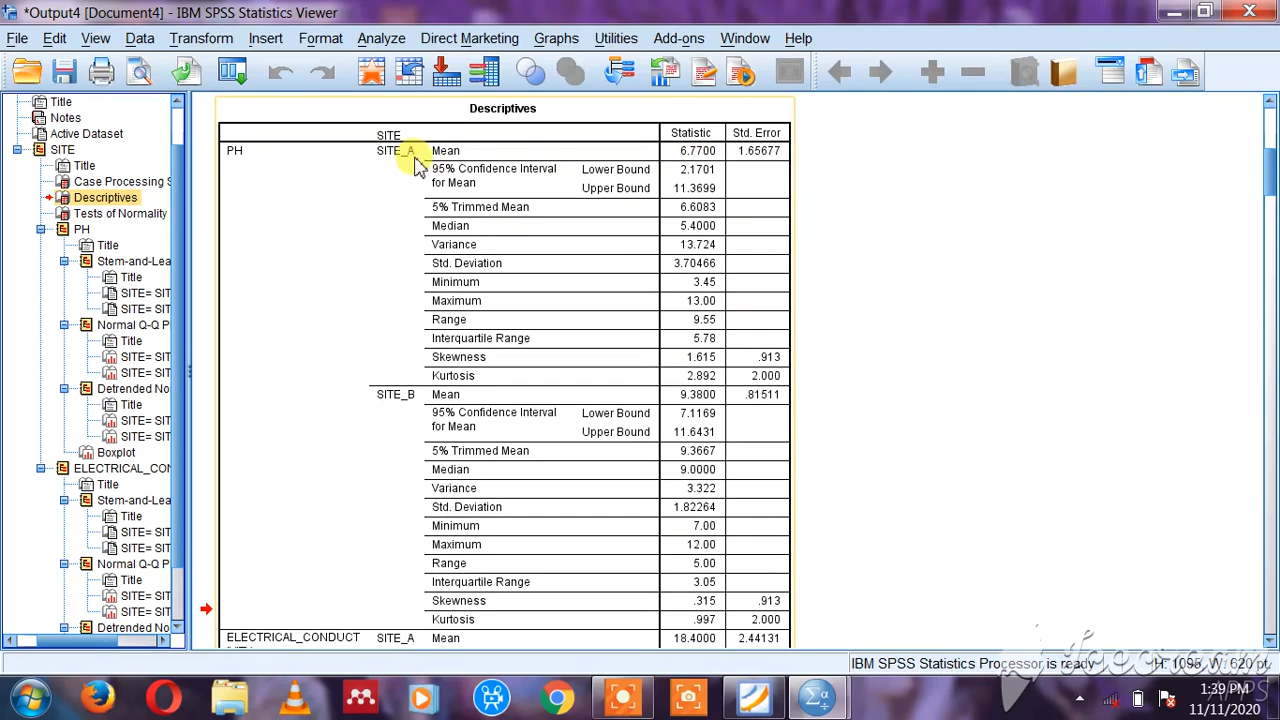 *Output4 [Document4] - IBM SPSS Statistics Viewer
File Edit View Data Transform Insert Format Analyze Direct Marketing Graphs Utilities Add-ons Window Help
Title
Notes
Active Dataset
SITE
Title
Case Processing S
Descriptives
Tests of Normality
PH
Title
Stem-and-Lea
Title
SITE= SIT
SITE= SIT
Normal Q-Q P
Title
SITE= SIT
SITE= SIT
Detrended No
Title
SITE= SIT
SITE= SIT
Boxplot
ELECTRICAL_CON
Title
Stem-and-Lea
Title
SITE= SIT
SITE= SIT
Normal Q-Q P
Title
SITE= SIT
SITE= SIT
Detrended No
Descriptives
SITE Statistic Std. Error
PH SITE_A Mean 6.7700 1.65677
95% Confidence Interval for Mean Lower Bound 2.1701
Upper Bound 11.3699
5% Trimmed Mean 6.6083
Median 5.4000
Variance 13.724
Std. Deviation 3.70466
Minimum 3.45
Maximum 13.00
Range 9.55
Interquartile Range 5.78
Skewness 1.615 .913
Kurtosis 2.892 2.000
SITE_B Mean 9.3800 .81511
95% Confidence Interval for Mean Lower Bound 7.1169
Upper Bound 11.6431
5% Trimmed Mean 9.3667
Median 9.0000
Variance 3.322
Std. Deviation 1.82264
Minimum 7.00
Maximum 12.00
Range 5.00
Interquartile Range 3.05
Skewness .315 .913
Kurtosis .997 2.000
ELECTRICAL_CONDUCT SITE_A Mean 18.4000 2.44131
IBM SPSS Statistics Processor is ready H: 1096, W: 620 pt.
APPS
1:39 PM
11/11/2020